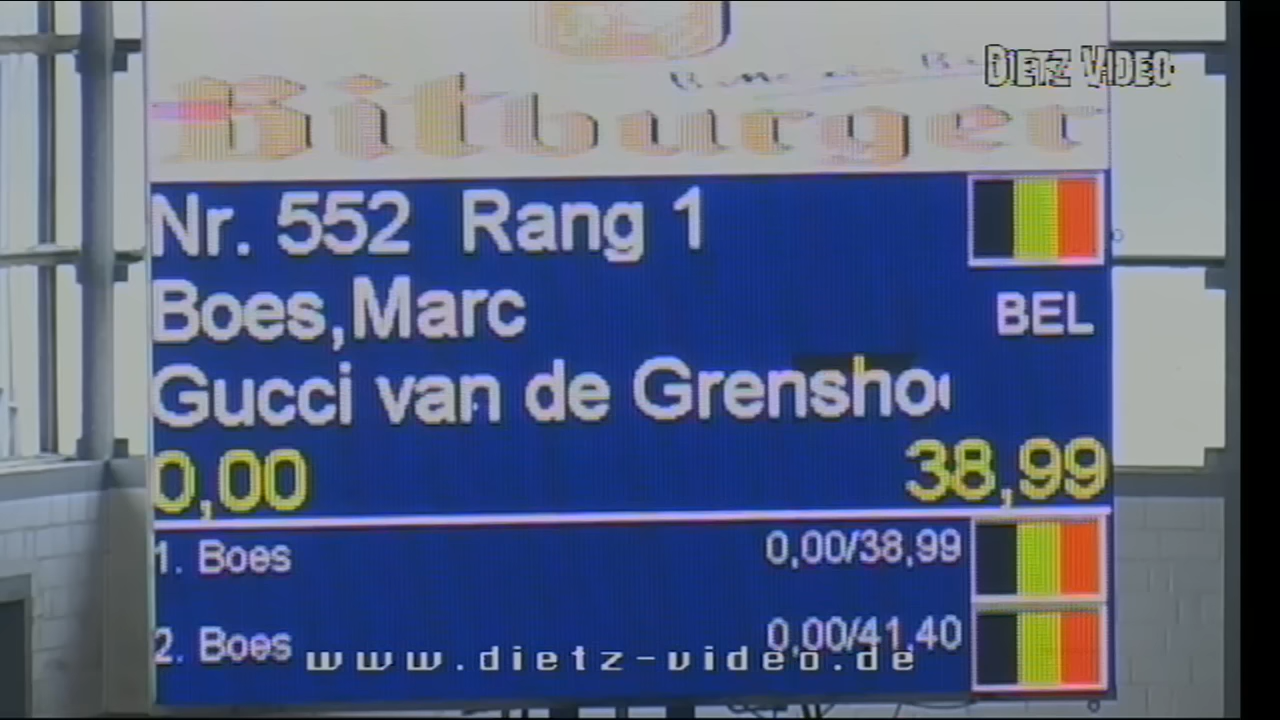 DIETZ VIDEO
Bitburger
Nr. 552 Rang 1
Boes,Marc
BEL
Gucci van de Grensho
0,00 38,99
1. Boes 0,00/38,99
2. Boes 0,00/41,40
www.dietz-video.de